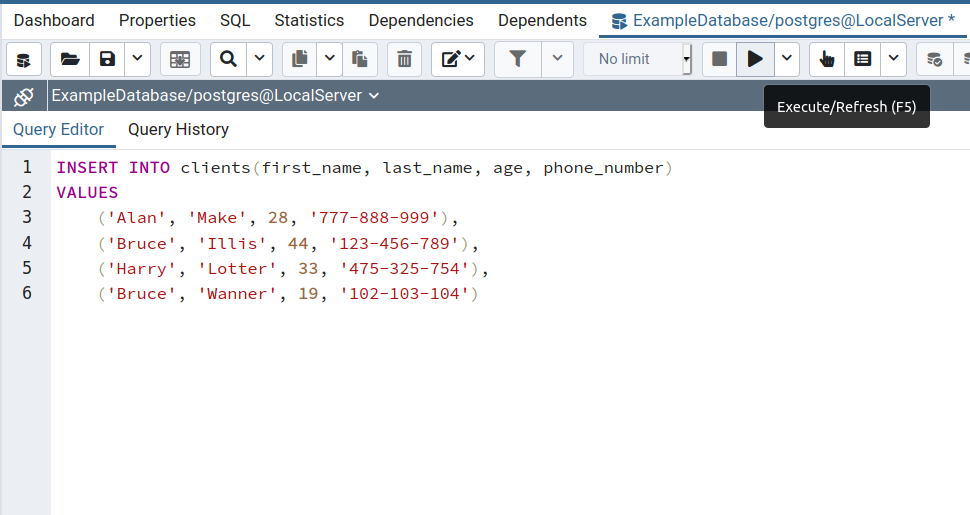 Dashboard Properties SQL Statistics Dependencies Dependents ExampleDatabase/postgres@LocalServer *
No limit
ExampleDatabase/postgres@LocalServer
Execute/Refresh (F5)
Query Editor Query History
1 INSERT INTO clients(first_name, last_name, age, phone_number)
2 VALUES
3 ('Alan', 'Make', 28, '777-888-999'),
4 ('Bruce', 'Illis', 44, '123-456-789'),
5 ('Harry', 'Lotter', 33, '475-325-754'),
6 ('Bruce', 'Wanner', 19, '102-103-104')